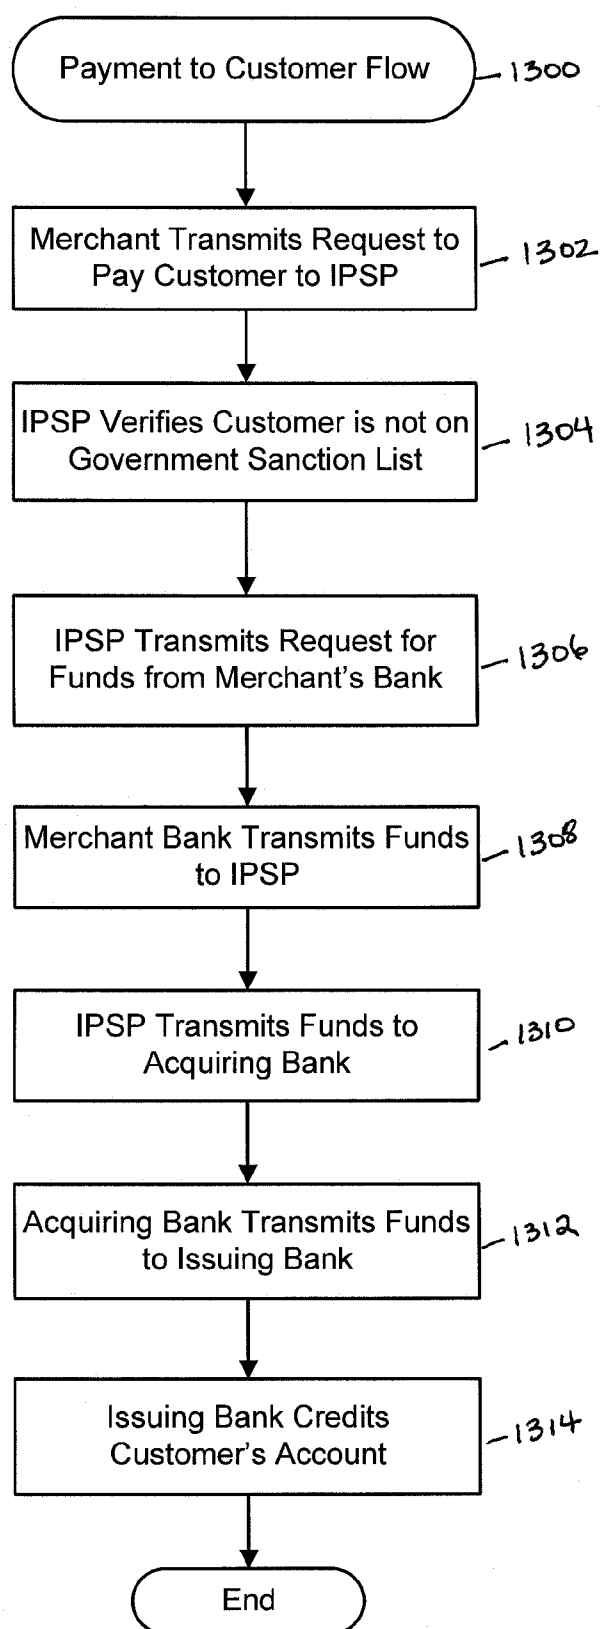 Payment to Customer Flow
1300
Merchant Transmits Request to
Pay Customer to IPSP
1302
IPSP Verifies Customer is not on
Government Sanction List
1304
IPSP Transmits Request for
Funds from Merchant's Bank
1306
Merchant Bank Transmits Funds
to IPSP
1308
IPSP Transmits Funds to
Acquiring Bank
1310
Acquiring Bank Transmits Funds
to Issuing Bank
1312
Issuing Bank Credits
Customer's Account
1314
End